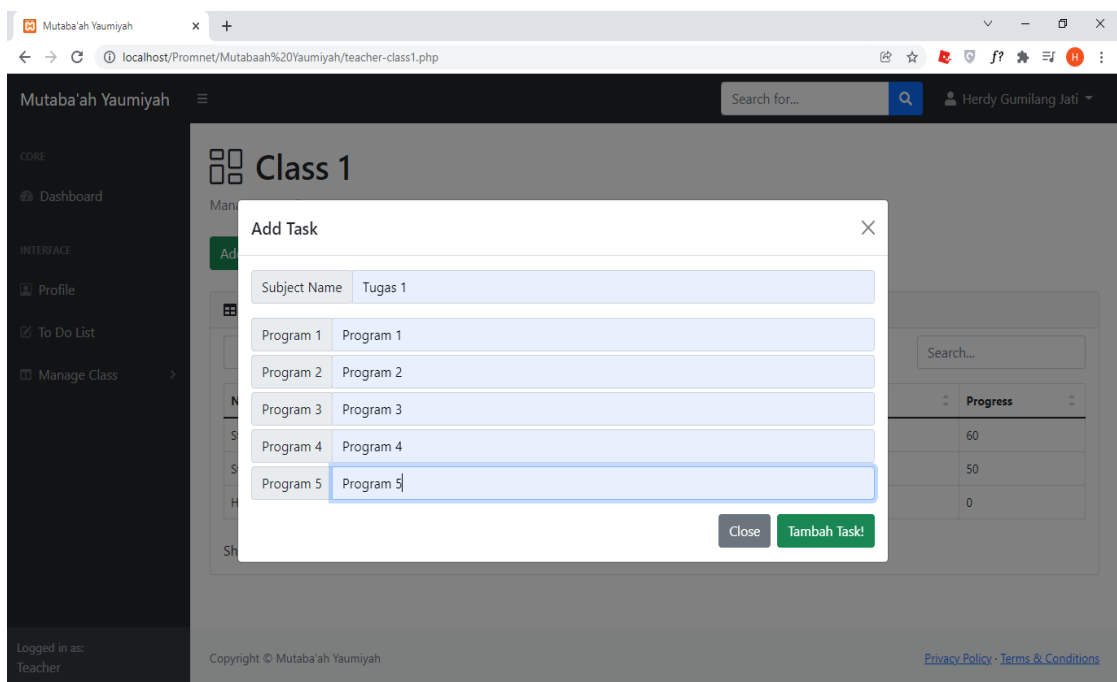 Mutaba'ah Yaumiyah
localhost/Promnet/Mutabaah%20Yaumiyah/teacher-class1.php
f?
H
Mutaba'ah Yaumiyah
Search for...
Herdy Gumilang Jati
CORE
Dashboard
INTERFACE
Profile
To Do List
Manage Class
Class 1
Add Task
Subject Name Tugas 1
Program 1 Program 1
Program 2 Program 2
Program 3 Program 3
Program 4 Program 4
Program 5 Program 5
Close Tambah Task!
Search...
Progress
60
50
0
Logged in as:
Teacher
Copyright © Mutaba'ah Yaumiyah
Privacy Policy · Terms & Conditions